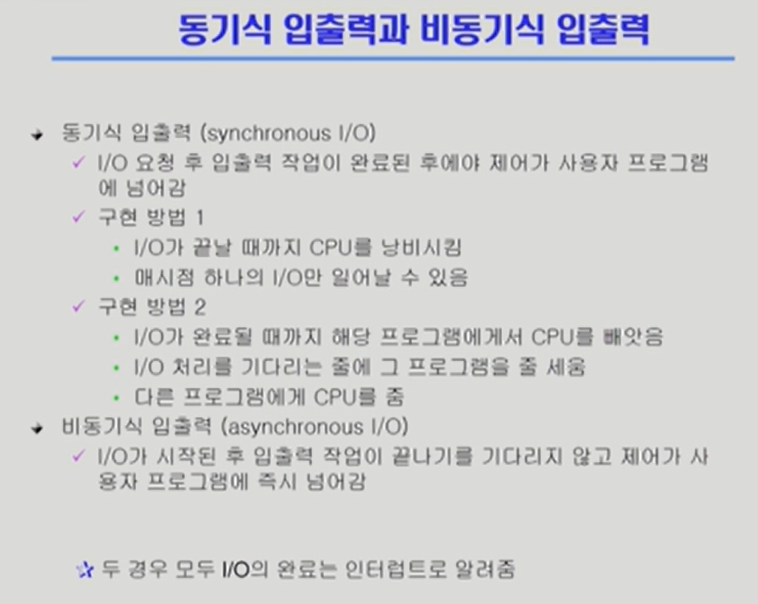 동기식 입출력과 비동기식 입출력
동기식 입출력 (synchronous I/O)
I/O 요청 후 입출력 작업이 완료된 후에야 제어가 사용자 프로그램
에 넘어감
구현 방법 1
I/O가 끝날 때까지 CPU를 낭비시킴
매시점 하나의 I/O만 일어날 수 있음
구현 방법 2
I/O가 완료될 때까지 해당 프로그램에게서 CPU를 빼앗음
I/O 처리를 기다리는 줄에 그 프로그램을 줄 세움
다른 프로그램에게 CPU를 줌
비동기식 입출력 (asynchronous I/O)
I/O가 시작된 후 입출력 작업이 끝나기를 기다리지 않고 제어가 사
용자 프로그램에 즉시 넘어감
두 경우 모두 I/O의 완료는 인터럽트로 알려줌